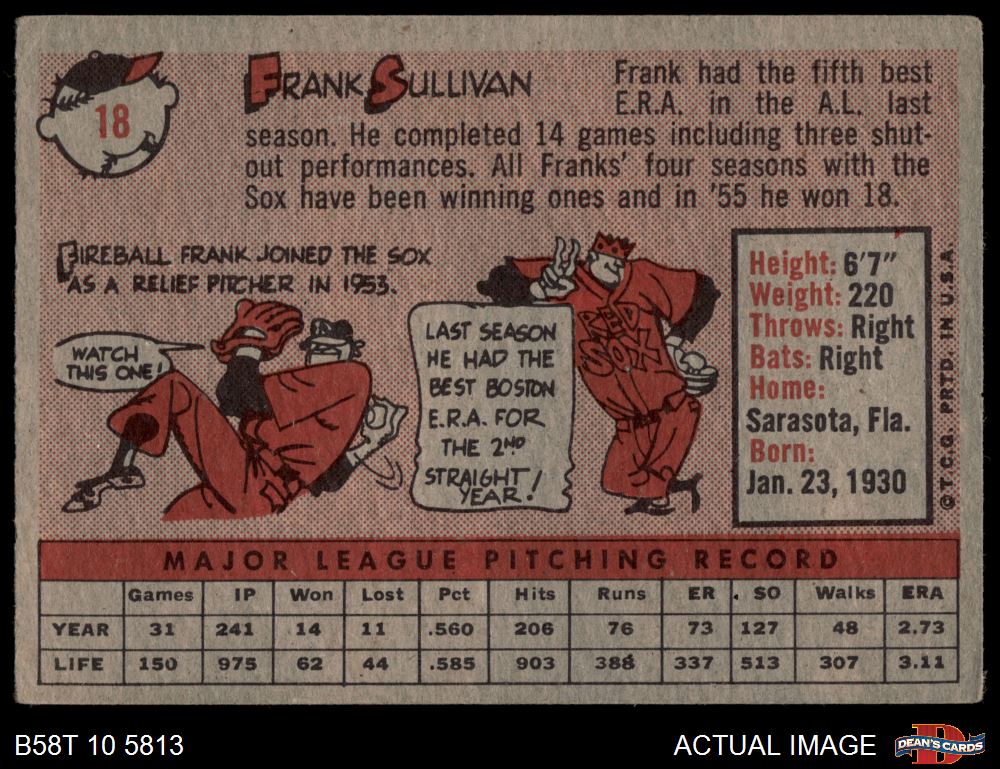 18
FRANK SULLIVAN
Frank had the fifth best
E.R.A. in the A.L. last
season. He completed 14 games including three shut-
out performances. All Franks' four seasons with the
Sox have been winning ones and in '55 he won 18.
FIREBALL FRANK JOINED THE SOX
AS A RELIEF PITCHER IN 1953.
WATCH
THIS ONE!
LAST SEASON
HE HAD THE
BEST BOSTON
E.R.A. FOR
THE 2ND
STRAIGHT
YEAR!
RED
SOX
Height: 6'7"
Weight: 220
Throws: Right
Bats: Right
Home:
Sarasota, Fla.
Born:
Jan. 23, 1930
© T.C.G. PRTD. IN U.S.A.
MAJOR LEAGUE PITCHING RECORD
Games IP Won Lost Pct Hits Runs ER SO Walks ERA
YEAR 31 241 14 11 .560 206 76 73 127 48 2.73
LIFE 150 975 62 44 .585 903 388 337 513 307 3.11
B58T 10 5813
ACTUAL IMAGE
D
DEAN'S CARDS